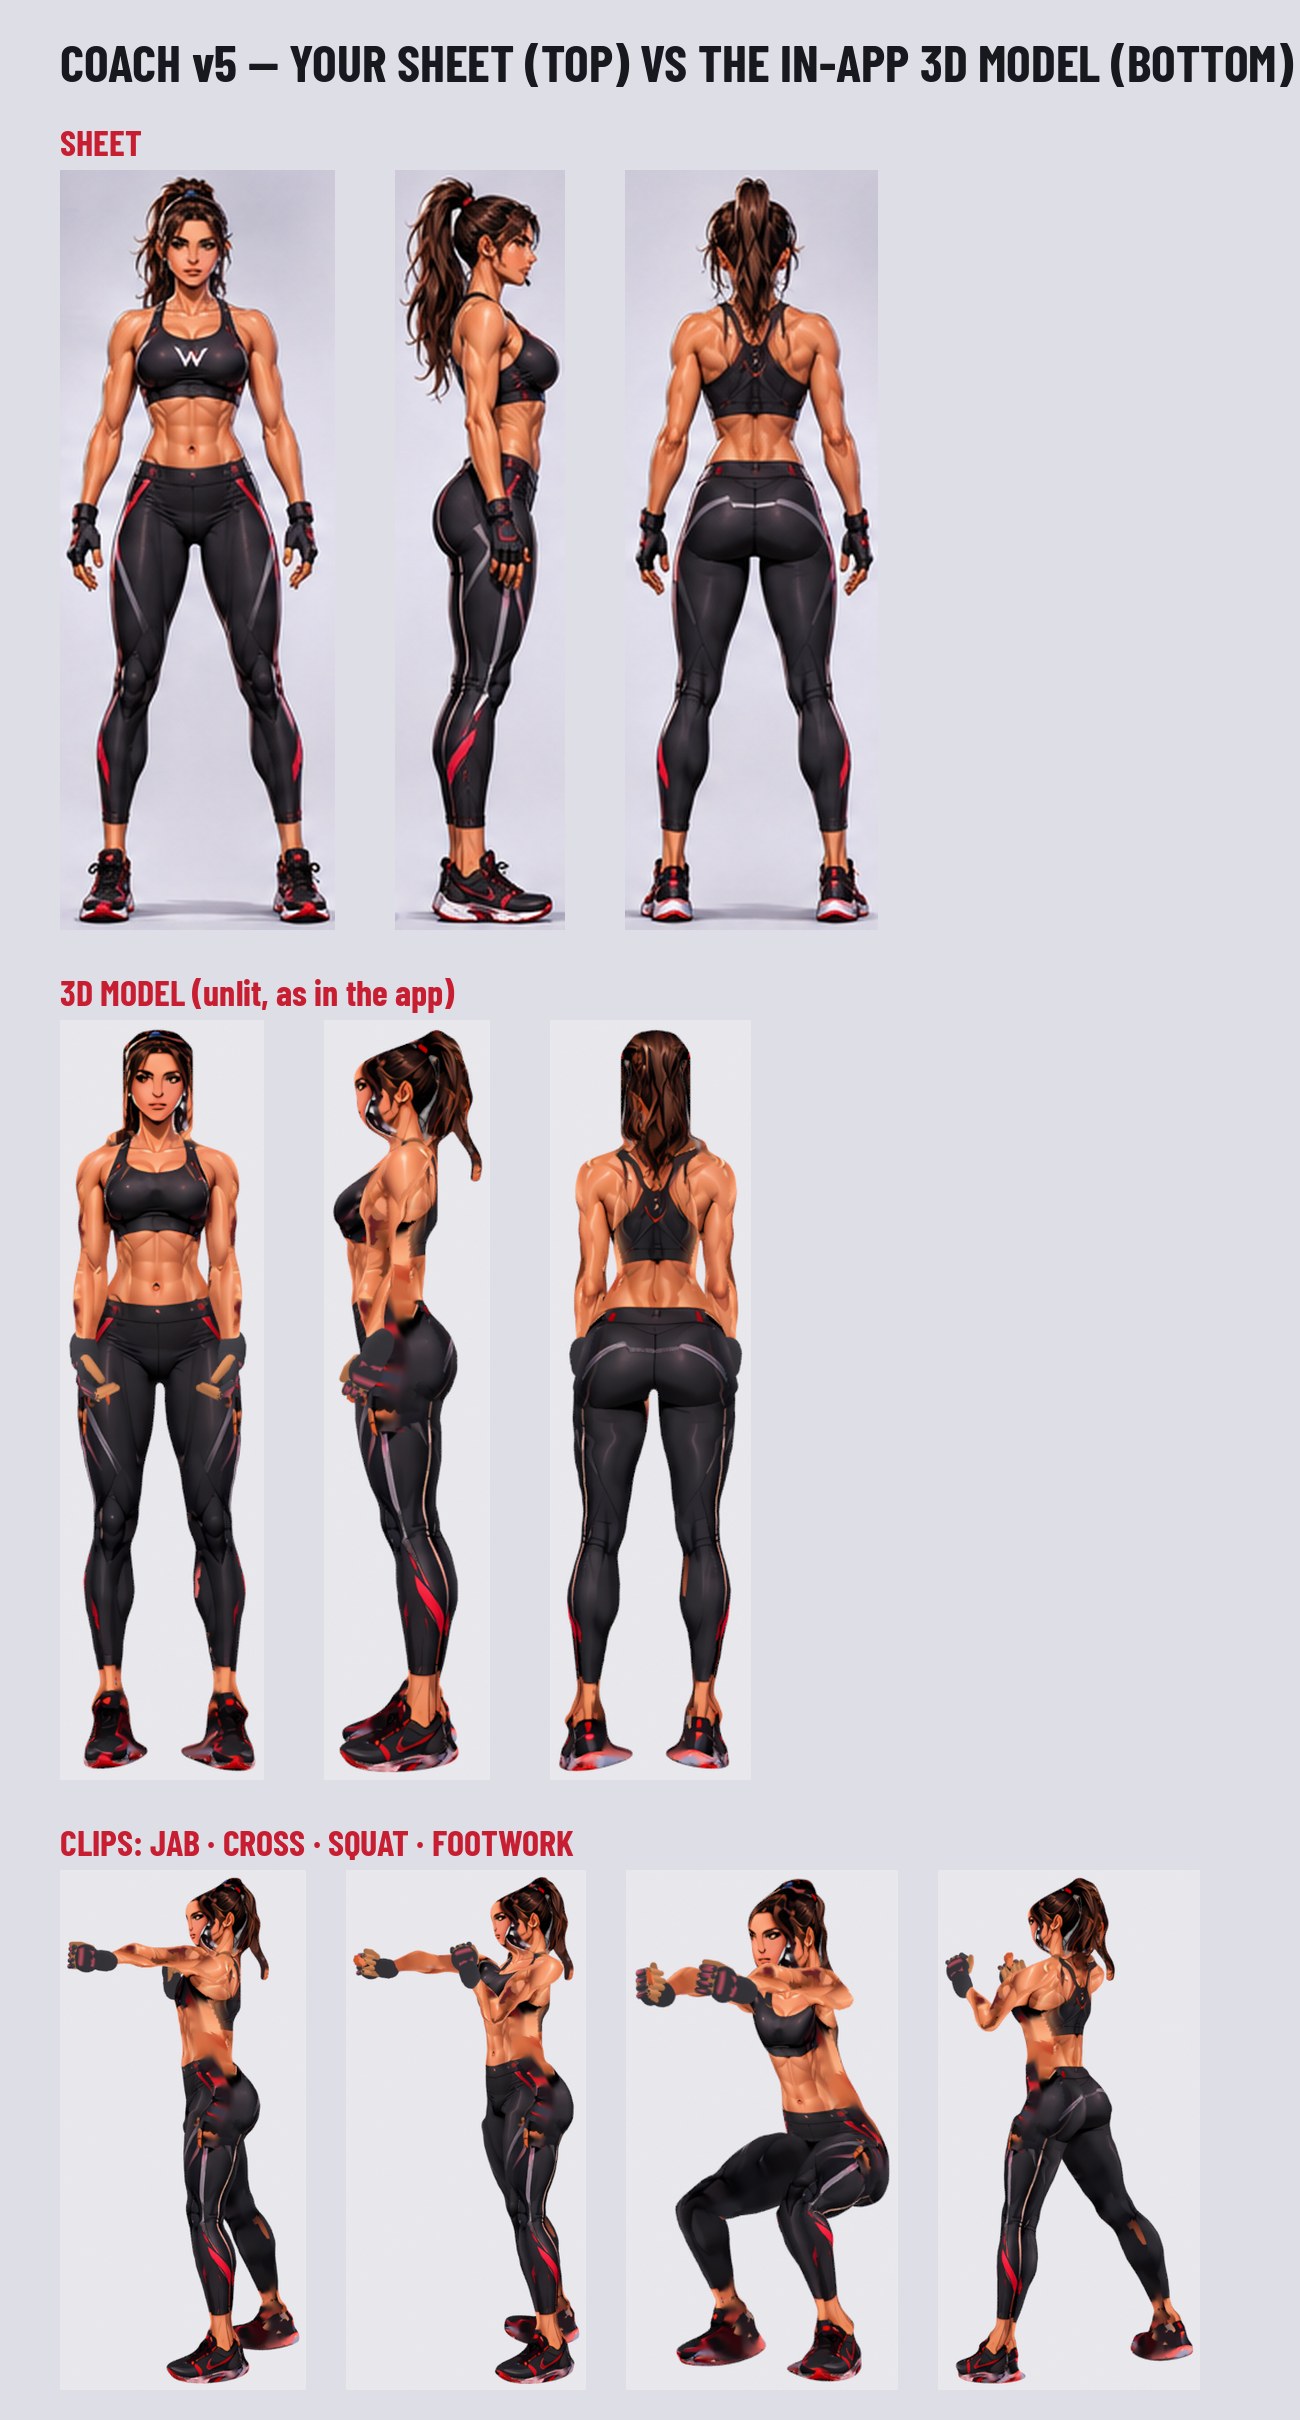 COACH v5 — YOUR SHEET (TOP) VS THE IN-APP 3D MODEL (BOTTOM)
SHEET
W
3D MODEL (unlit, as in the app)
CLIPS: JAB · CROSS · SQUAT · FOOTWORK